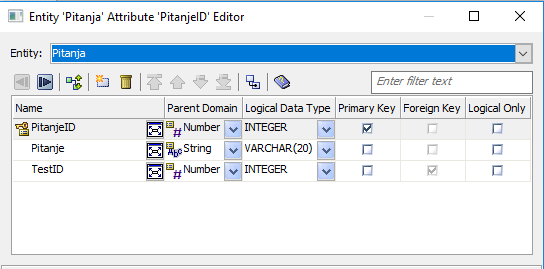 Entity 'Pitanja' Attribute 'PitanjeID' Editor
Entity: Pitanja
Enter filter text
Name Parent Domain Logical Data Type Primary Key Foreign Key Logical Only
PitanjeID Number INTEGER
Pitanje String VARCHAR(20)
TestID Number INTEGER